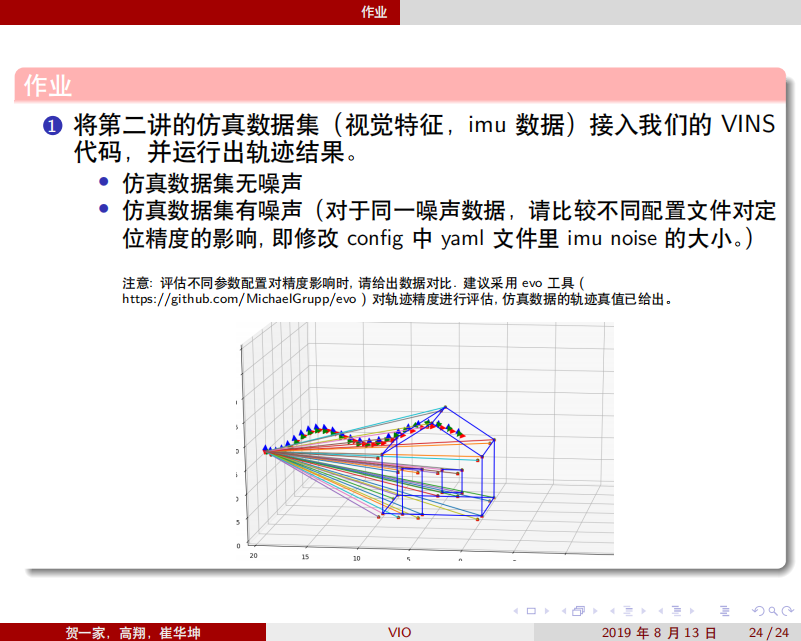 作业
作业
1 将第二讲的仿真数据集（视觉特征，imu 数据）接入我们的 VINS
代码，并运行出轨迹结果。
• 仿真数据集无噪声
• 仿真数据集有噪声（对于同一噪声数据，请比较不同配置文件对定
位精度的影响, 即修改 config 中 yaml 文件里 imu noise 的大小。）
注意: 评估不同参数配置对精度影响时, 请给出数据对比. 建议采用 evo 工具 (
https://github.com/MichaelGrupp/evo ) 对轨迹精度进行评估, 仿真数据的轨迹真值已给出。
5
0
20
15
10
5
贺一家，高翔，崔华坤
VIO
2019 年 8 月 13 日
24 / 24